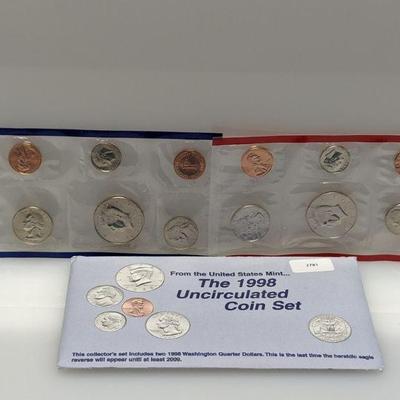 From the United States Mint...
The 1998
Uncirculated
Coin Set
This collector's set includes two 1998 Washington Quarter Dollars. This is the last time the heraldic eagle
reverse will appear until at least 2009.